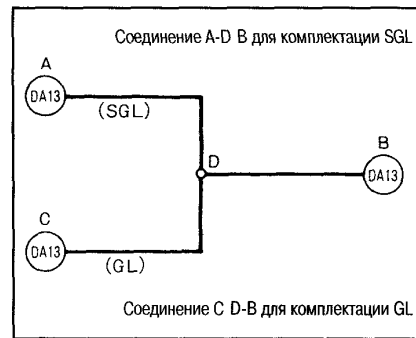 Соединение A-D B для комплектации SGL
A
DA13
(SGL)
D
B
DA13
C
DA13
(GL)
Соединение C D-B для комплектации GL